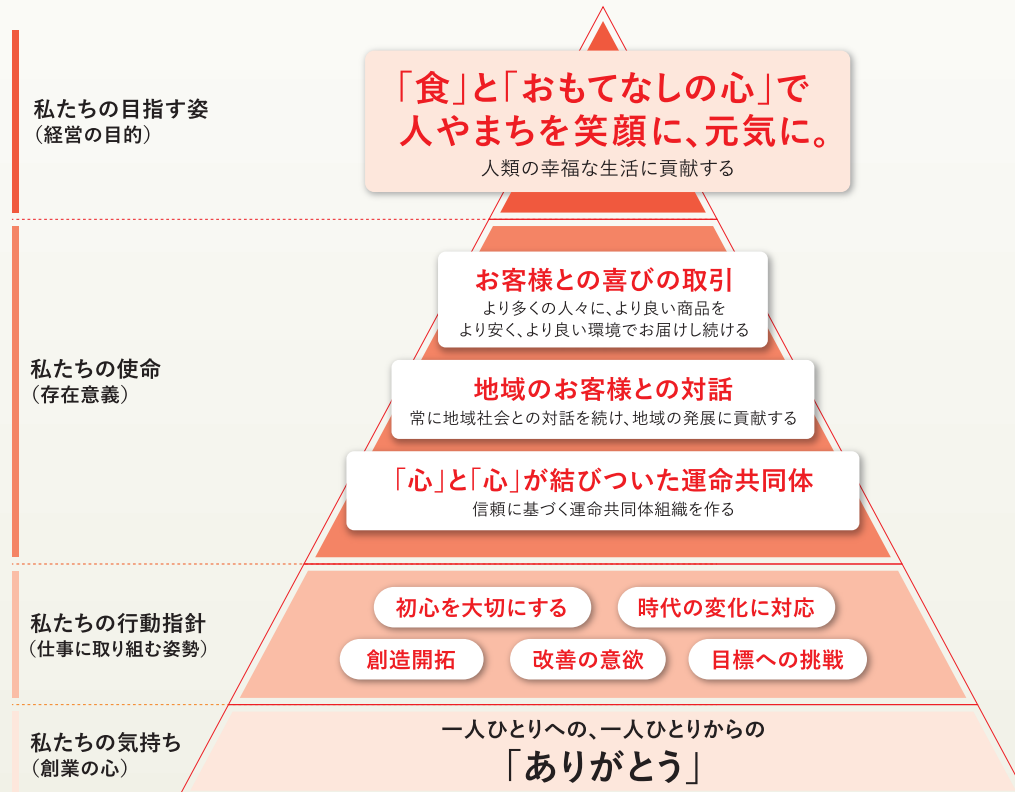 私たちの目指す姿
（経営の目的）
「食」と「おもてなしの心」で
人やまちを笑顔に、元気に。
人類の幸福な生活に貢献する
私たちの使命
（存在意義）
お客様との喜びの取引
より多くの人々に、より良い商品を
より安く、より良い環境でお届けし続ける
地域のお客様との対話
常に地域社会との対話を続け、地域の発展に貢献する
「心」と「心」が結びついた運命共同体
信頼に基づく運命共同体組織を作る
私たちの行動指針
（仕事に取り組む姿勢）
初心を大切にする
時代の変化に対応
創造開拓
改善の意欲
目標への挑戦
私たちの気持ち
（創業の心）
一人ひとりへの、一人ひとりからの
「ありがとう」